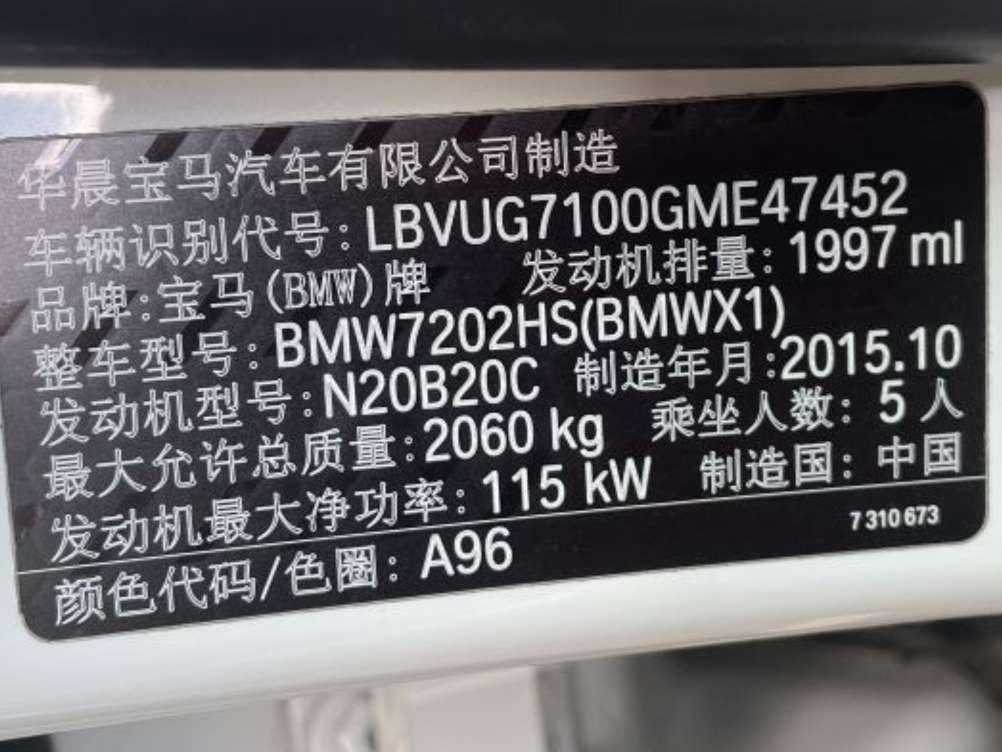 华晨宝马汽车有限公司制造
车辆识别代号:LBVUG7100GME47452
品牌:宝马(BMW)牌 发动机排量:1997 ml
整车型号:BMW7202HS(BMWX1)
发动机型号:N20B20C 制造年月:2015.10
最大允许总质量:2060 kg 乘坐人数:5 人
发动机最大净功率:115 kW 制造国:中国
7 310 673
颜色代码/色圈:A96